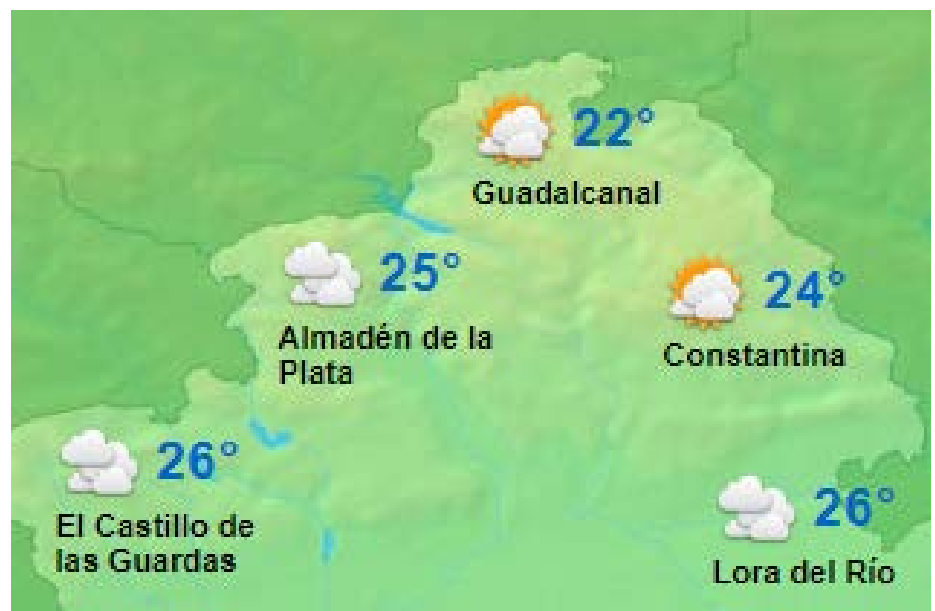 22°
Guadalcanal
25°
Almadén de la
Plata
24°
Constantina
26°
El Castillo de
las Guardas
26°
Lora del Río